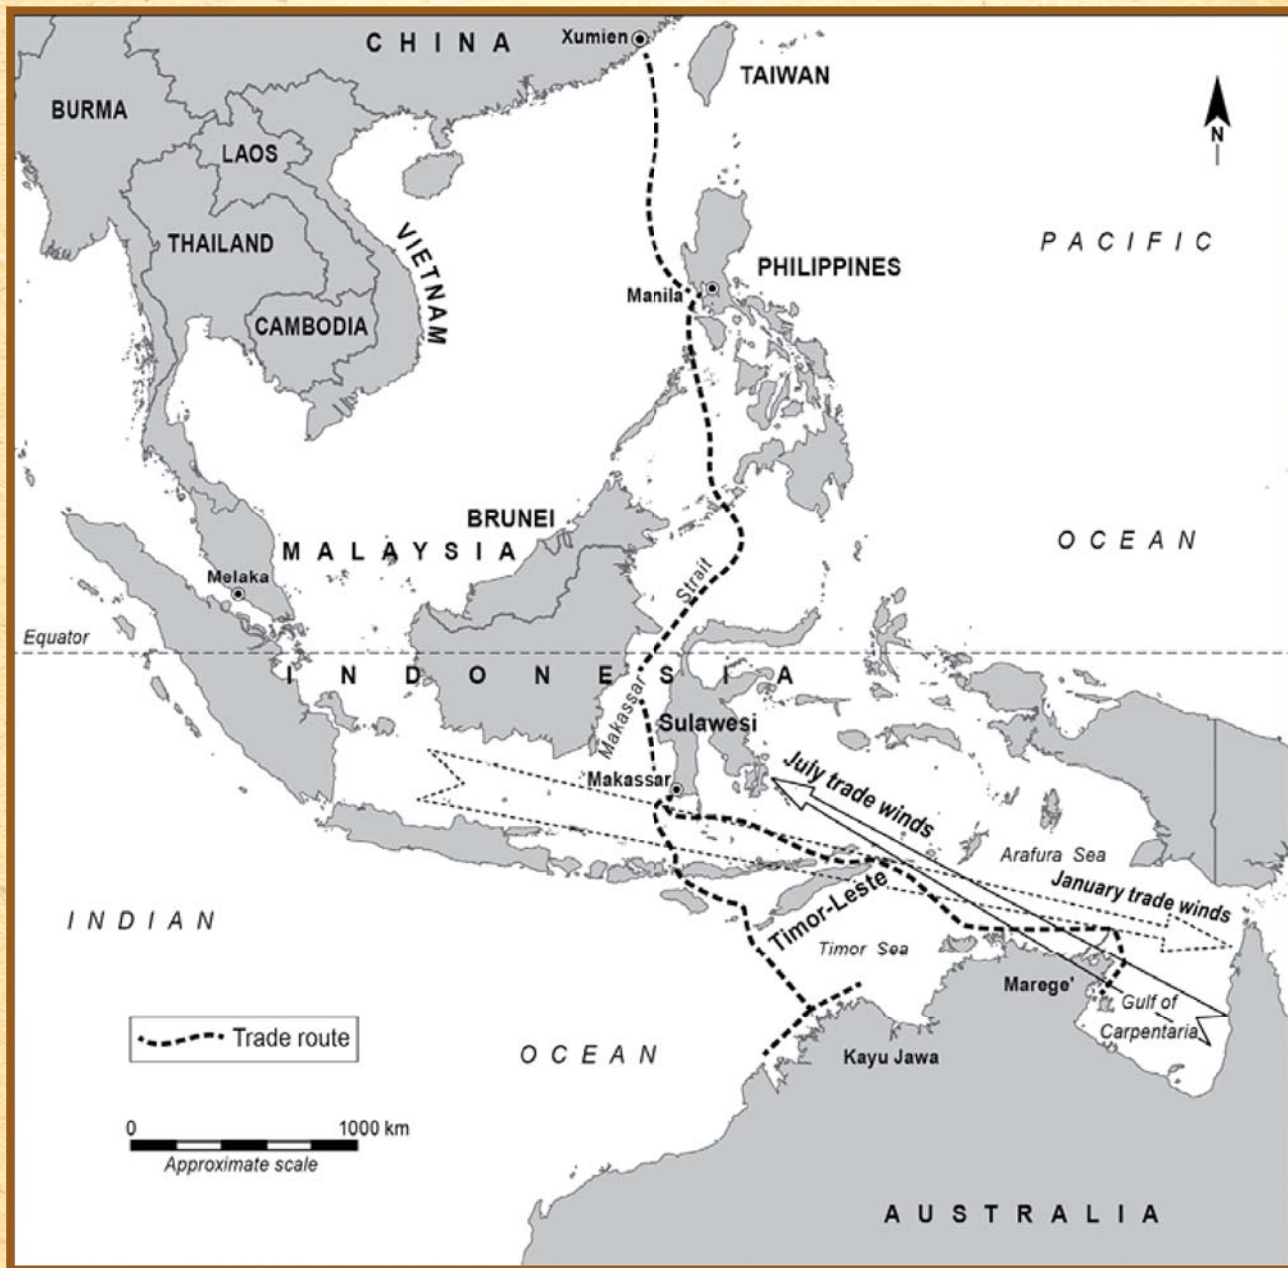 CHINA
Xumien
TAIWAN
BURMA
N
LAOS
VIETNAM
THAILAND
PACIFIC
PHILIPPINES
Manila
CAMBODIA
BRUNEI
MALAYSIA
OCEAN
Melaka
Strait
Equator
INDONESIA
Makassar
Sulawesi
Makassar
July trade winds
Arafura Sea
January trade winds
Timor-Leste
INDIAN
Timor Sea
Marege'
Gulf of
Carpentaria
Trade route
OCEAN
Kayu Jawa
0 1000 km
Approximate scale
AUSTRALIA